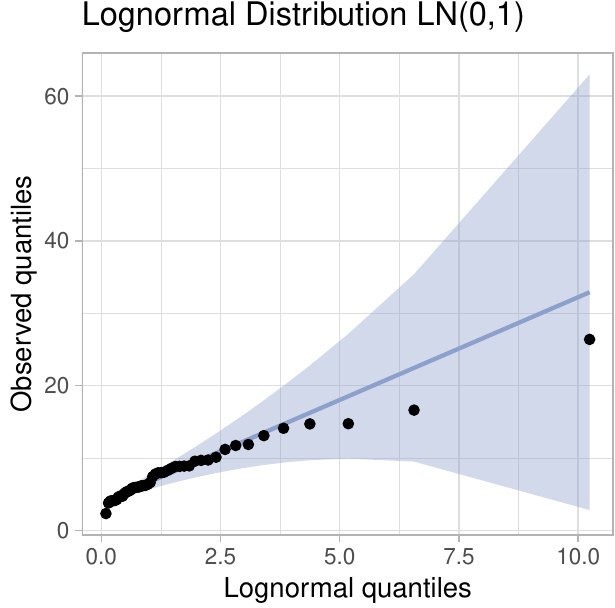 Lognormal Distribution LN(0,1)
60
40
20
0
Observed quantiles
0.0 2.5 5.0 7.5 10.0
Lognormal quantiles